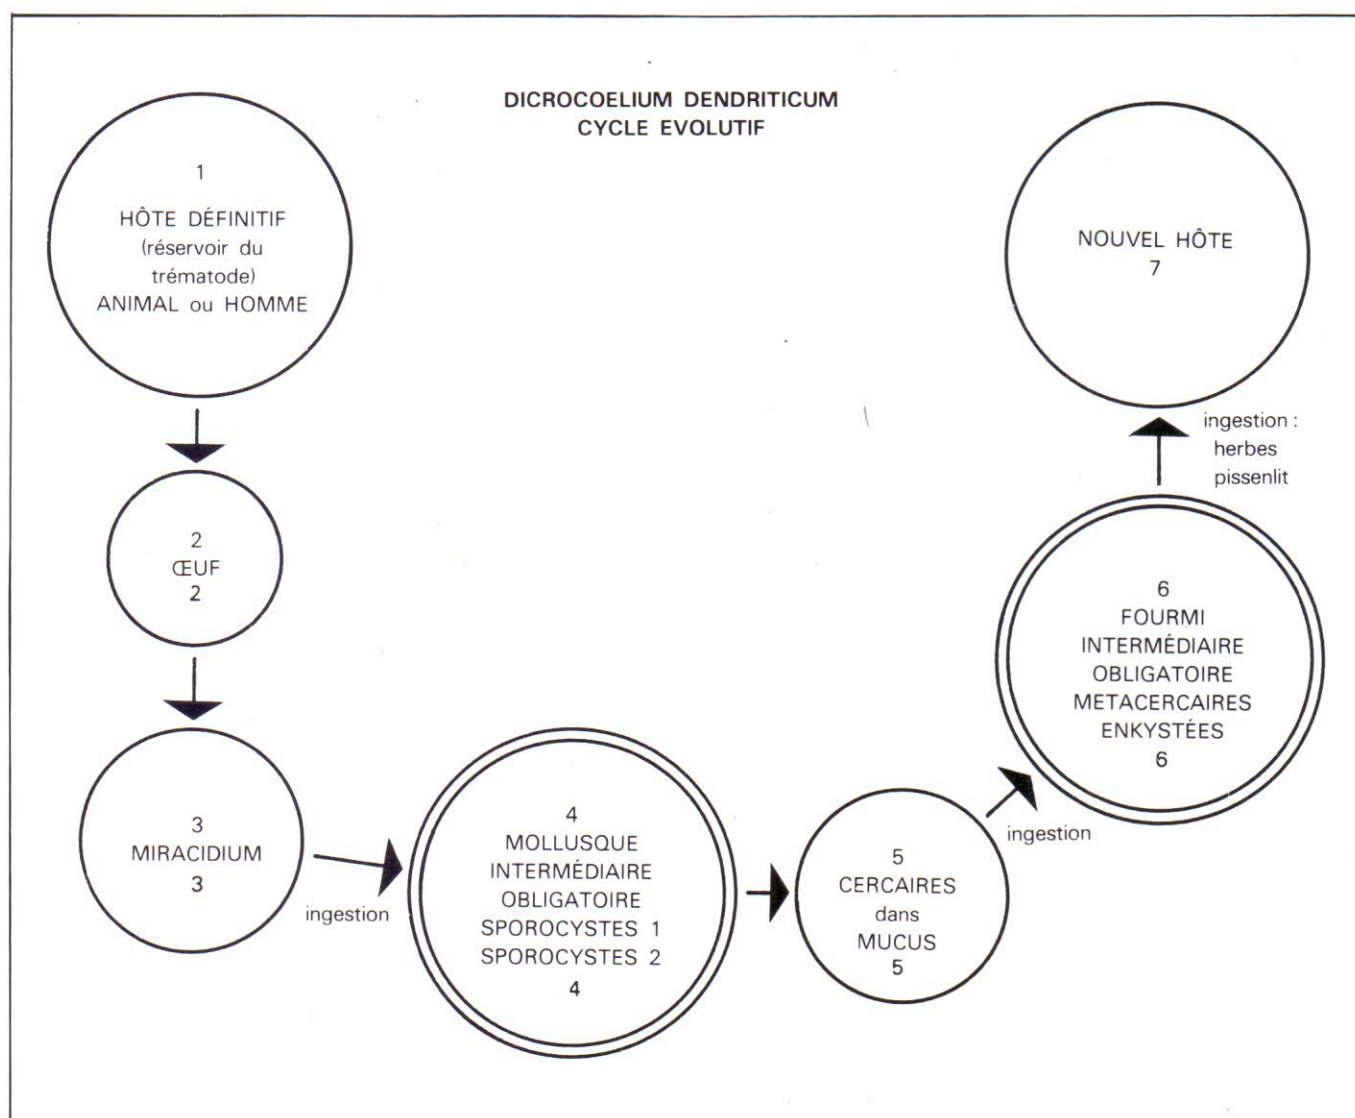 DICROCOELIUM DENDRITICUM
CYCLE EVOLUTIF
1
HÔTE DÉFINITIF
(réservoir du
trématode)
ANIMAL ou HOMME
2
ŒUF
2
3
MIRACIDIUM
3
ingestion
4
MOLLUSQUE
INTERMÉDIAIRE
OBLIGATOIRE
SPOROCYSTES 1
SPOROCYSTES 2
4
5
CERCAIRES
dans
MUCUS
5
ingestion
6
FOURMI
INTERMÉDIAIRE
OBLIGATOIRE
METACERCAIRES
ENKYSTÉES
6
ingestion :
herbes
pissenlit
NOUVEL HÔTE
7